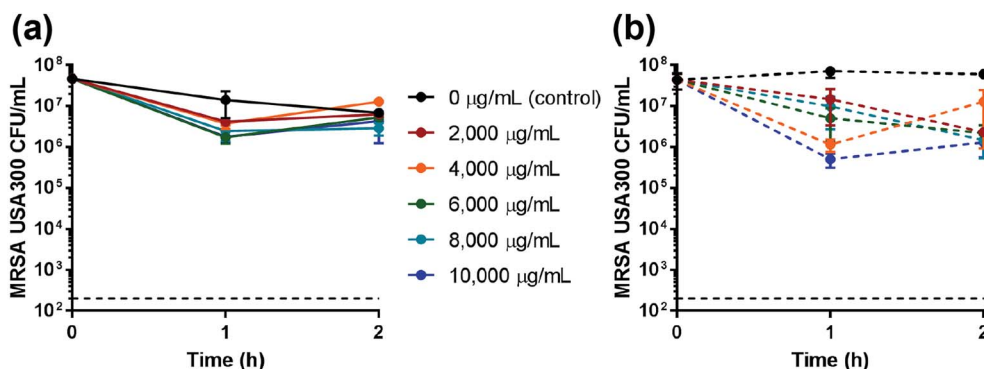 (a)
MRSA USA300 CFU/mL
10⁸
10⁷
10⁶
10⁵
10⁴
10³
10²
0
1
2
Time (h)
0 μg/mL (control)
2,000 μg/mL
4,000 μg/mL
6,000 μg/mL
8,000 μg/mL
10,000 μg/mL
(b)
MRSA USA300 CFU/mL
10⁸
10⁷
10⁶
10⁵
10⁴
10³
10²
0
1
2
Time (h)